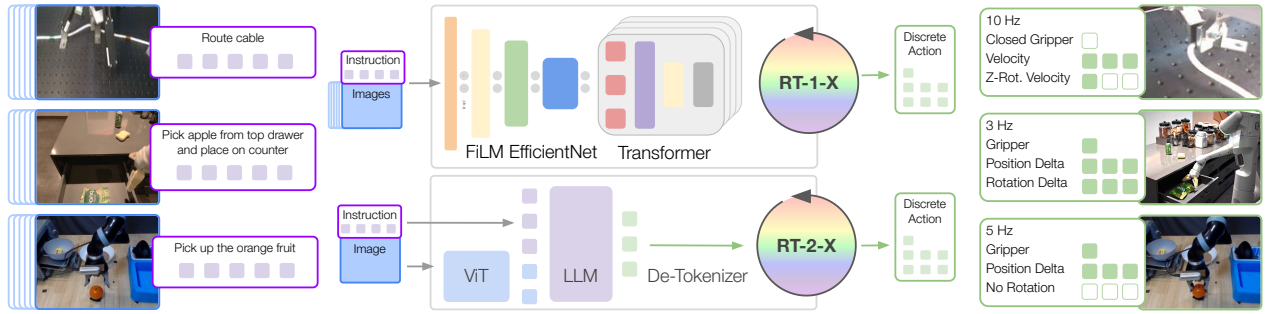 Route cable
Pick apple from top drawer
and place on counter
Pick up the orange fruit
Instruction
Images
FiLM EfficientNet
Transformer
RT-1-X
Discrete
Action
Instruction
Image
ViT
LLM
De-Tokenizer
RT-2-X
Discrete
Action
10 Hz
Closed Gripper
Velocity
Z-Rot. Velocity
3 Hz
Gripper
Position Delta
Rotation Delta
5 Hz
Gripper
Position Delta
No Rotation